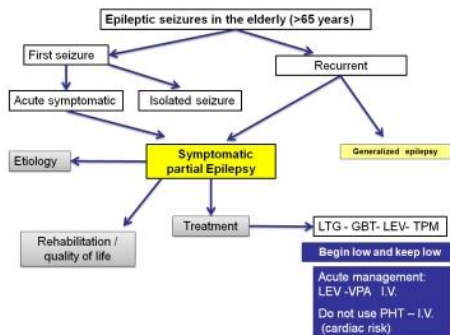 Epileptic seizures in the elderly (>65 years)
First seizure
Recurrent
Acute symptomatic
Isolated seizure
Etiology
Symptomatic
partial Epilepsy
Generalized epilepsy
Treatment
LTG - GBT- LEV- TPM
Rehabilitation /
quality of life
Begin low and keep low
Acute management:
LEV -VPA I.V.
Do not use PHT – I.V.
(cardiac risk)